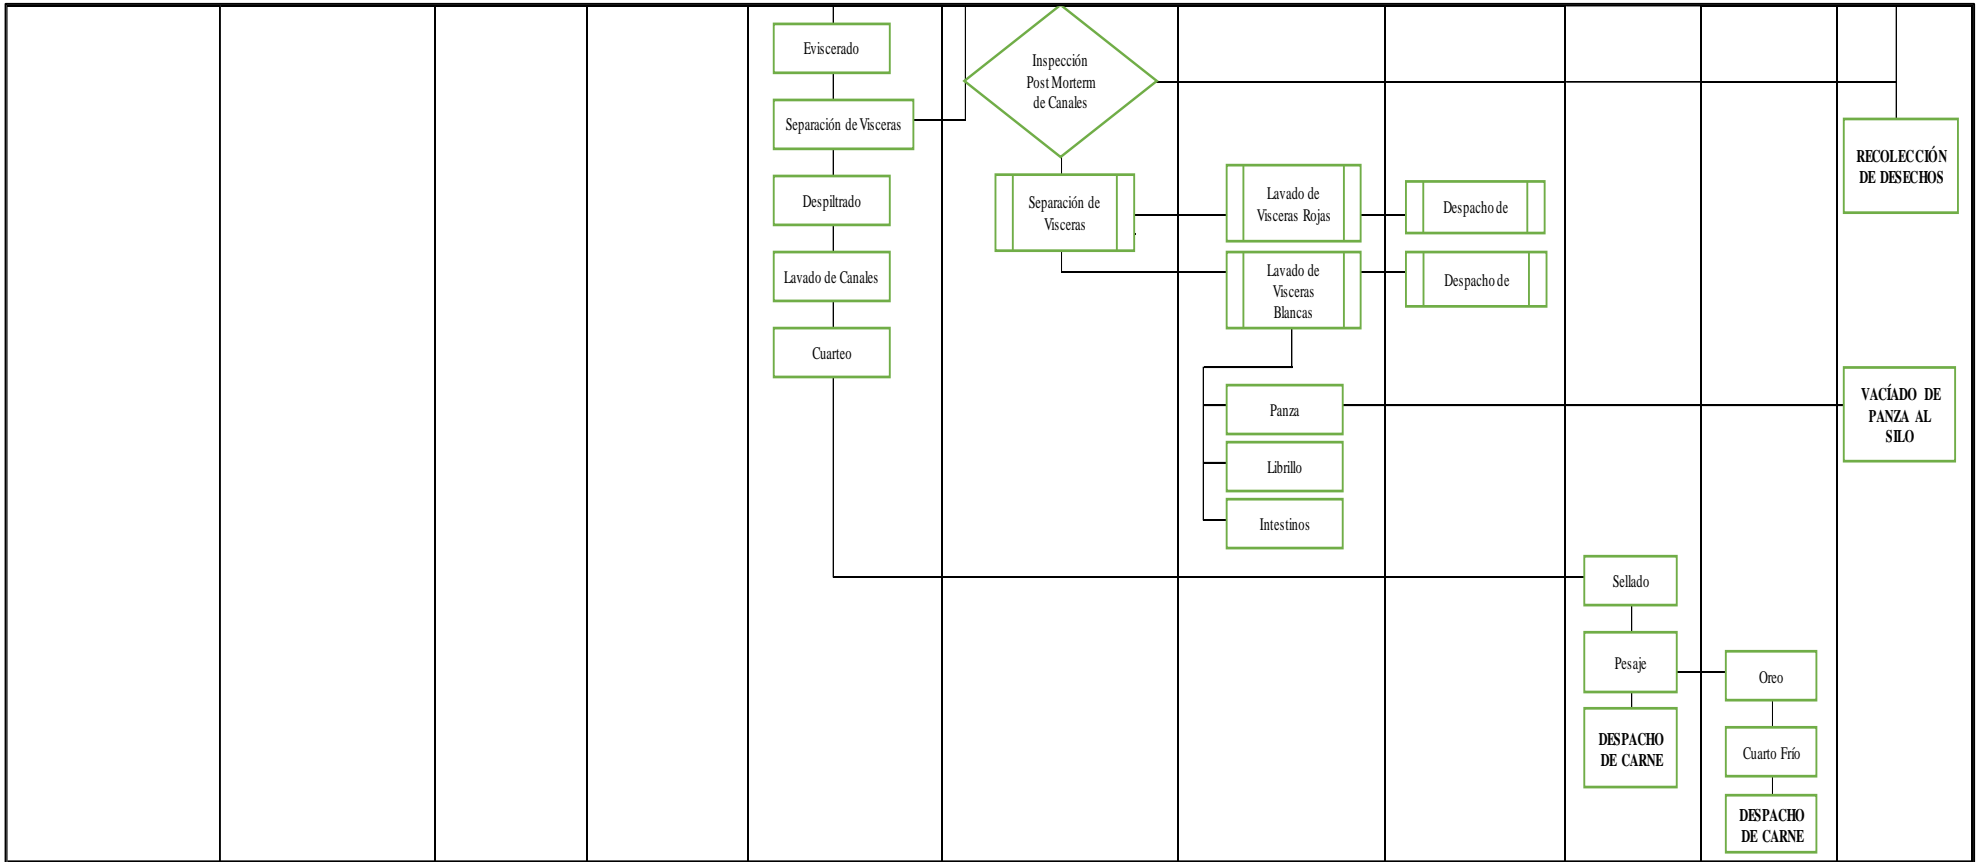 Eviscerado
Separación de Visceras
Despiltrado
Lavado de Canales
Cuarteo
Inspección
Post Morterm
de Canales
Separación de
Visceras
Lavado de
Visceras Rojas
Lavado de
Visceras
Blancas
Panza
Librillo
Intestinos
Despacho de
Despacho de
Sellado
Pesaje
DESPACHO
DE CARNE
Oreo
Cuarto Frío
DESPACHO
DE CARNE
RECOLECCIÓN
DE DESECHOS
VACÍADO DE
PANZA AL
SILO